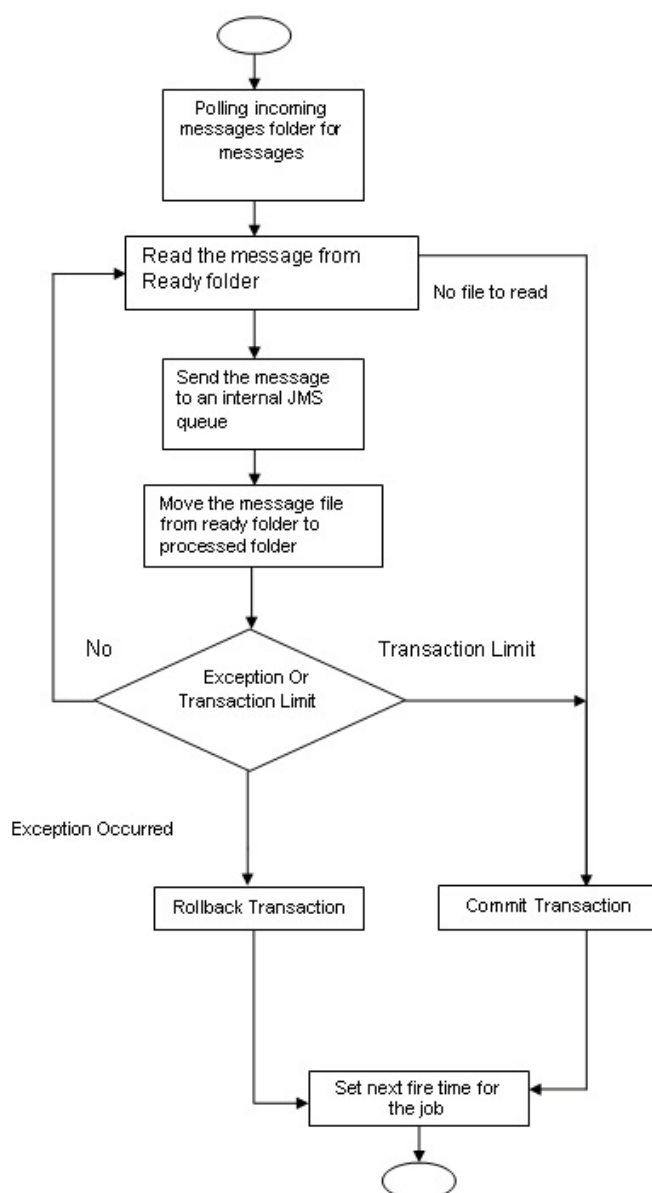 Polling incoming
messages folder for
messages
Read the message from
Ready folder
No file to read
Send the message
to an internal JMS
queue
Move the message file
from ready folder to
processed folder
No
Transaction Limit
Exception Or
Transaction Limit
Exception Occurred
Rollback Transaction
Commit Transaction
Set next fire time for
the job